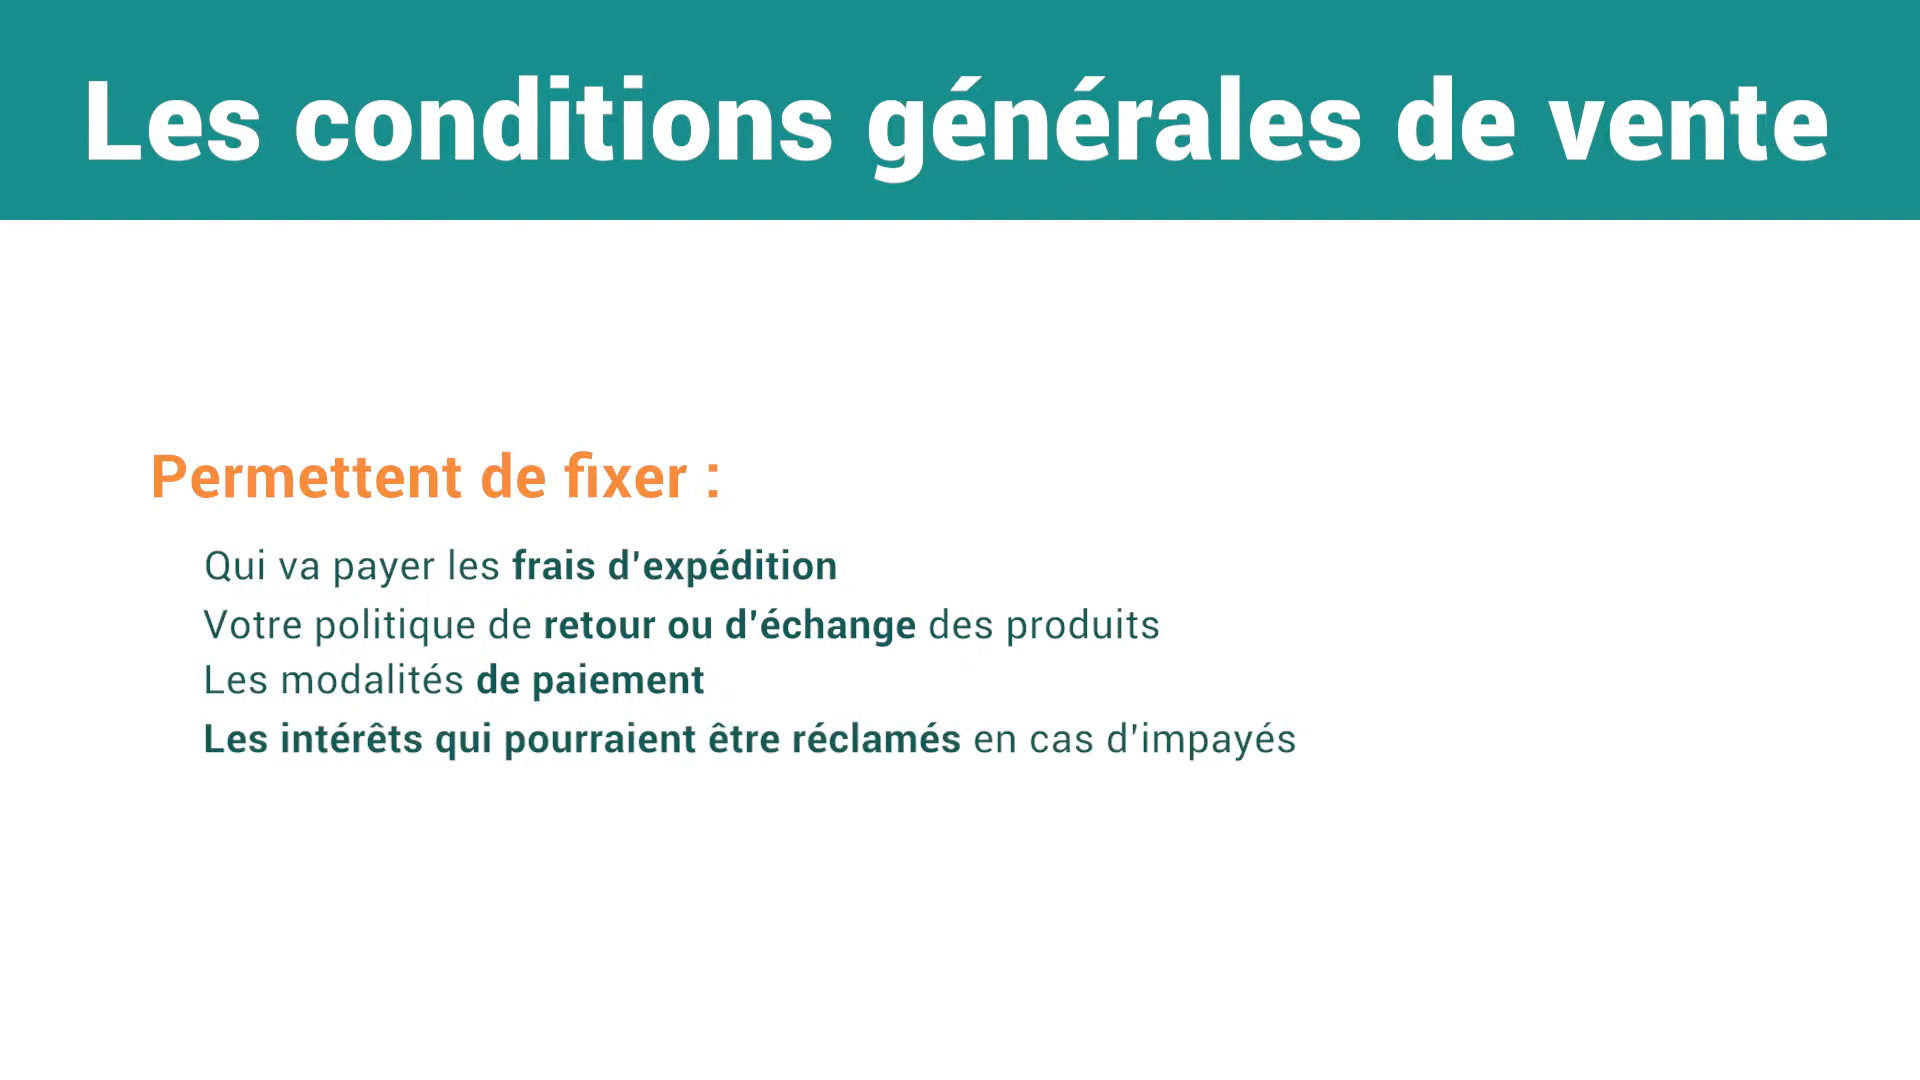 Les conditions générales de vente
Permettent de fixer :
Qui va payer les frais d'expédition
Votre politique de retour ou d'échange des produits
Les modalités de paiement
Les intérêts qui pourraient être réclamés en cas d'impayés